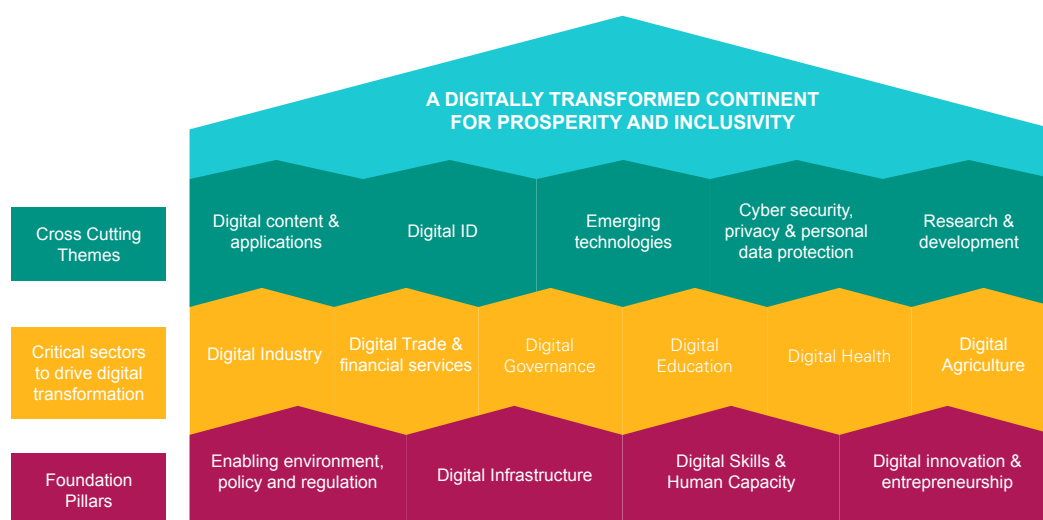 A DIGITALLY TRANSFORMED CONTINENT
FOR PROSPERITY AND INCLUSIVITY
Cross Cutting
Themes
Digital content &
applications
Digital ID
Emerging
technologies
Cyber security,
privacy & personal
data protection
Research &
development
Critical sectors
to drive digital
transformation
Digital Industry
Digital Trade &
financial services
Digital
Governance
Digital
Education
Digital Health
Digital
Agriculture
Foundation
Pillars
Enabling environment,
policy and regulation
Digital Infrastructure
Digital Skills &
Human Capacity
Digital innovation &
entrepreneurship